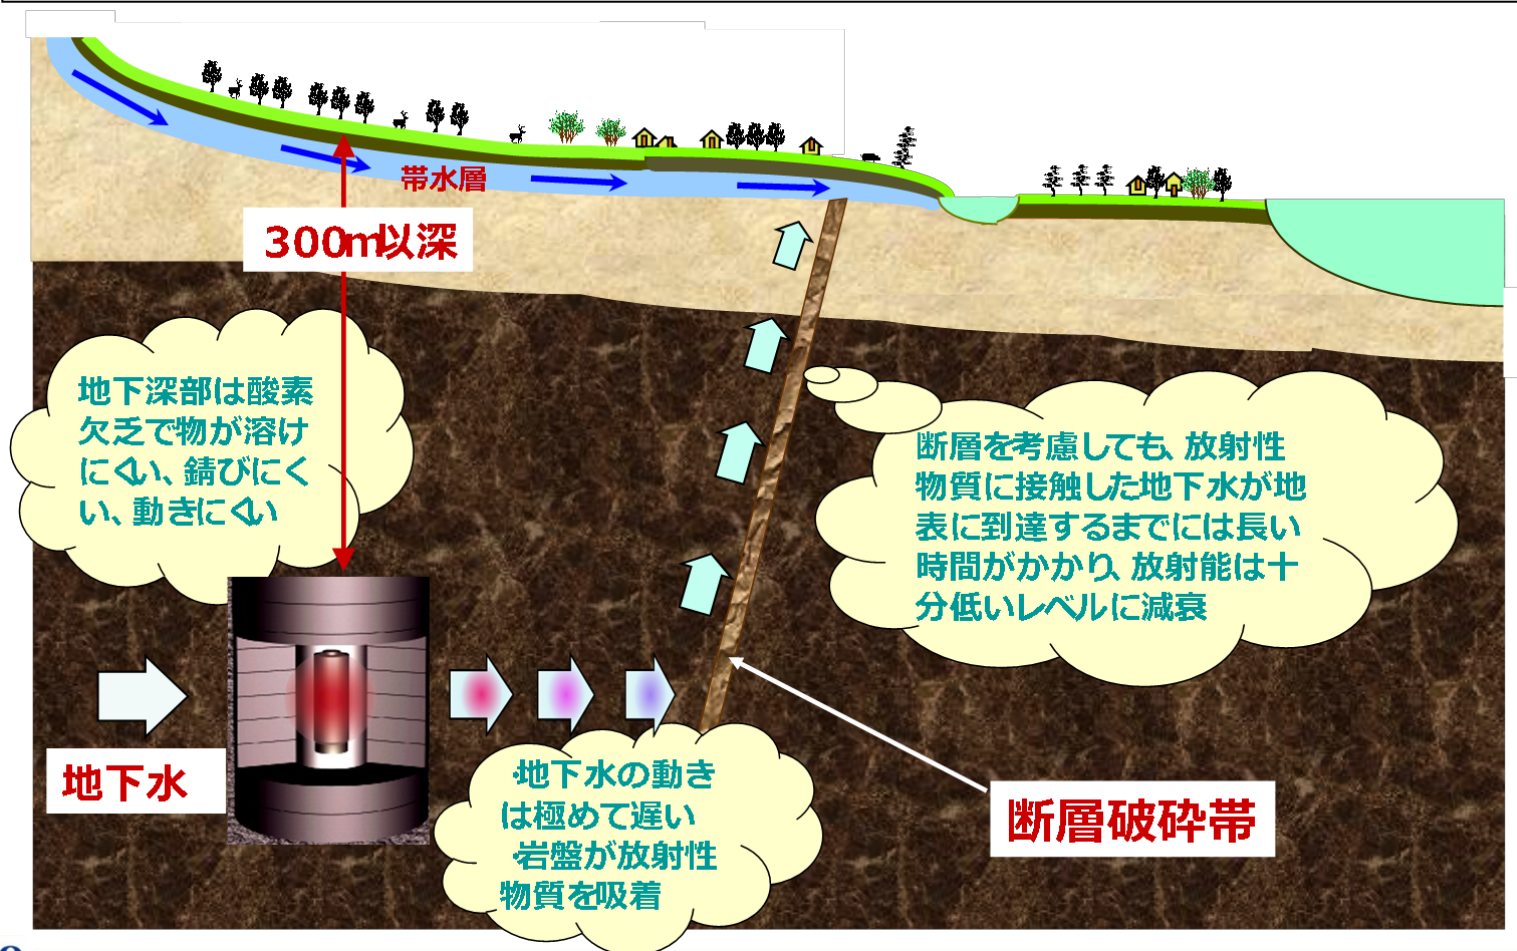 帯水層
300m以深
地下深部は酸素
欠乏で物が溶け
にくい、錆びにく
い、動きにくい
断層を考慮しても、放射性
物質に接触した地下水が地
表に到達するまでには長い
時間がかかり、放射能は十
分低いレベルに減衰
地下水
・地下水の動き
は極めて遅い
・岩盤が放射性
物質を吸着
断層破砕帯